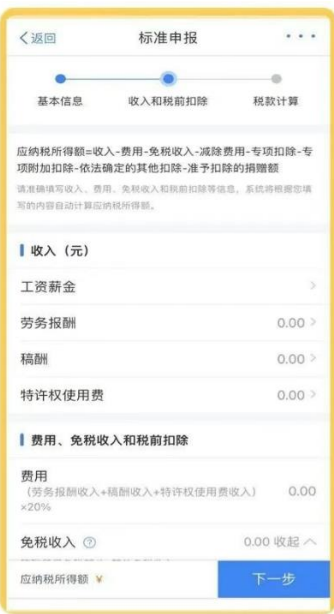 返回 标准申报 ...
基本信息 收入和税前扣除 税款计算
应纳税所得额=收入-费用-免税收入-减除费用-专项扣除-专
项附加扣除-依法确定的其他扣除-准予扣除的捐赠额
请准确填写收入、费用、免税收入和税前扣除等信息，系统将根据您填
写的内容自动计算应纳税所得额。
收入（元）
工资薪金
劳务报酬 0.00
稿酬 0.00
特许权使用费 0.00
费用、免税收入和税前扣除
费用
（劳务报酬收入+稿酬收入+特许权使用费收入） 0.00
×20%
免税收入 0.00 收起
应纳税所得额 ¥ 下一步